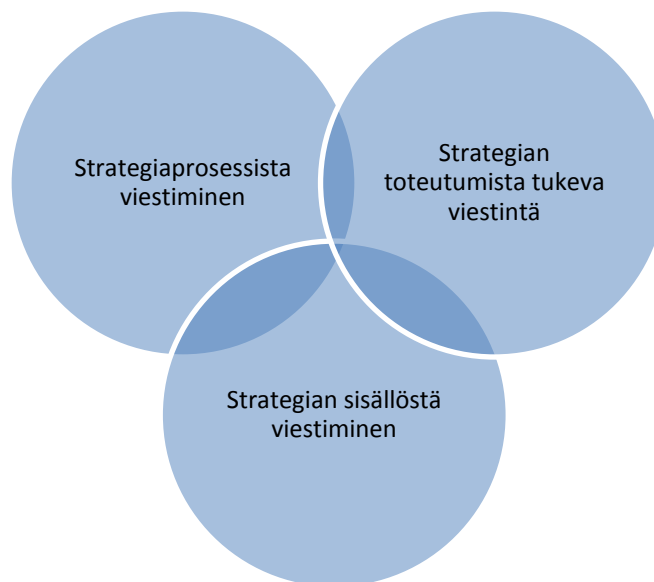 Strategiaprosessista
viestiminen
Strategian
toteutumista tukeva
viestintä
Strategian sisällöstä
viestiminen